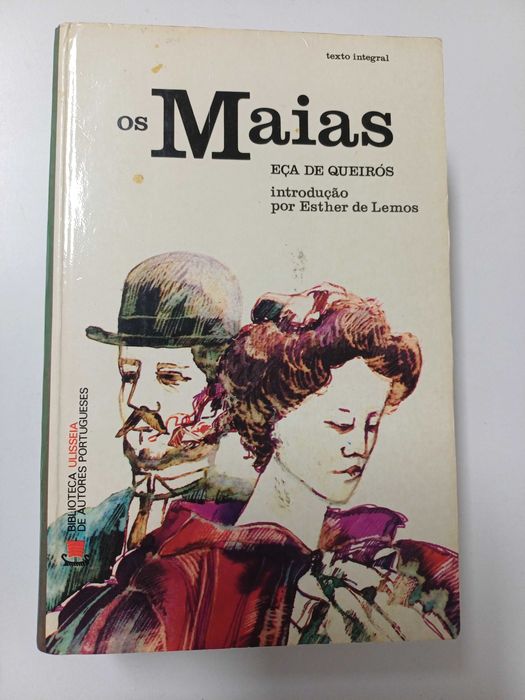 texto integral
os Maias
EÇA DE QUEIRÓS
introdução
por Esther de Lemos
BIBLIOTECA ULISSEIA
DE AUTORES PORTUGUESES